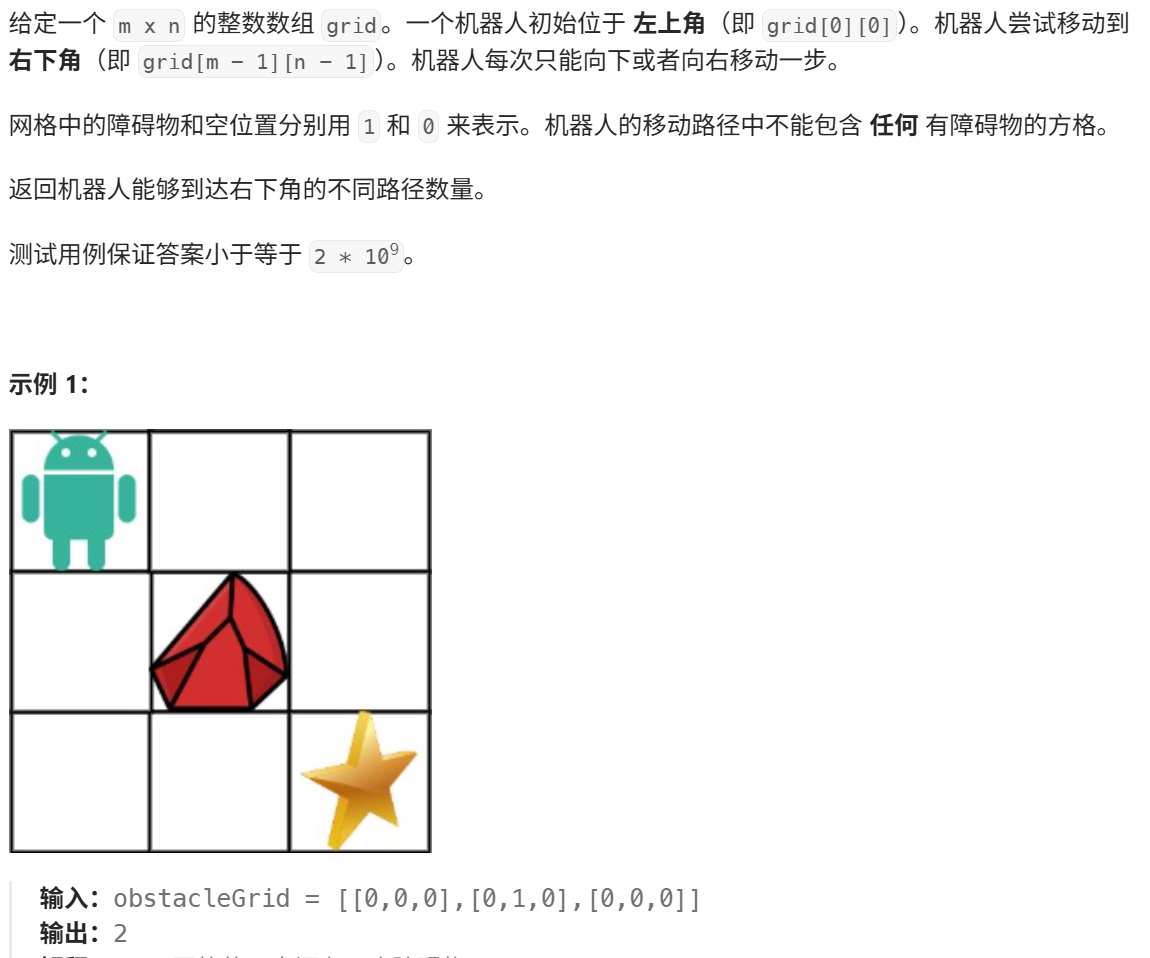 给定一个 m x n 的整数数组 grid。一个机器人初始位于 左上角（即 grid[0][0]）。机器人尝试移动到
右下角（即 grid[m - 1][n - 1]）。机器人每次只能向下或者向右移动一步。
网格中的障碍物和空位置分别用 1 和 0 来表示。机器人的移动路径中不能包含 任何 有障碍物的方格。
返回机器人能够到达右下角的不同路径数量。
测试用例保证答案小于等于 2 * 10⁹。
示例 1：
输入：obstacleGrid = [[0,0,0],[0,1,0],[0,0,0]]
输出：2